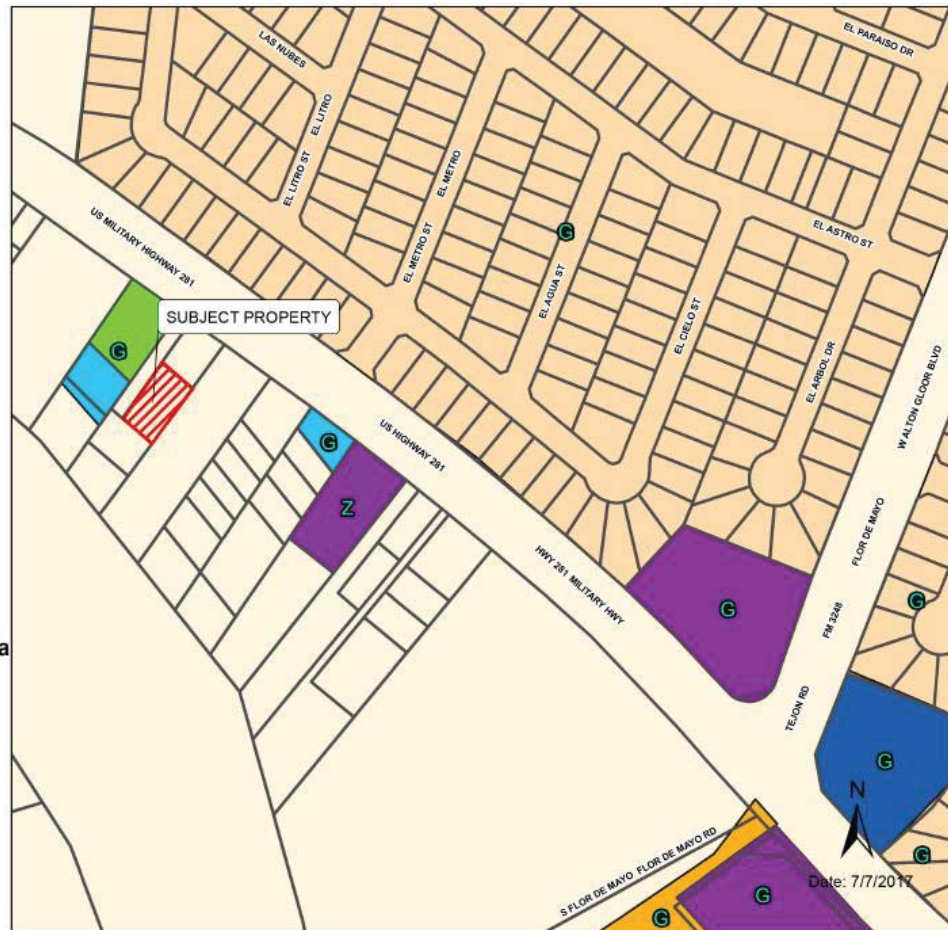 EL PARAISO DR
LAS NUBES
EL LITRO
EL LITRO ST
EL METRO
EL METRO ST
G
EL AGUA ST
EL ASTRO ST
EL CIELO ST
EL ARBOL DR
W ALTON GLOOR BLVD
US MILITARY HIGHWAY 281
SUBJECT PROPERTY
G
G
US HIGHWAY 281
Z
HWY 281 MILITARY HWY
FLOR DE MAYO
FM 3248
G
G
a
TEJON RD
G
N
S FLOR DE MAYO FLOR DE MAYO RD
G
Date: 7/7/2017
G
G